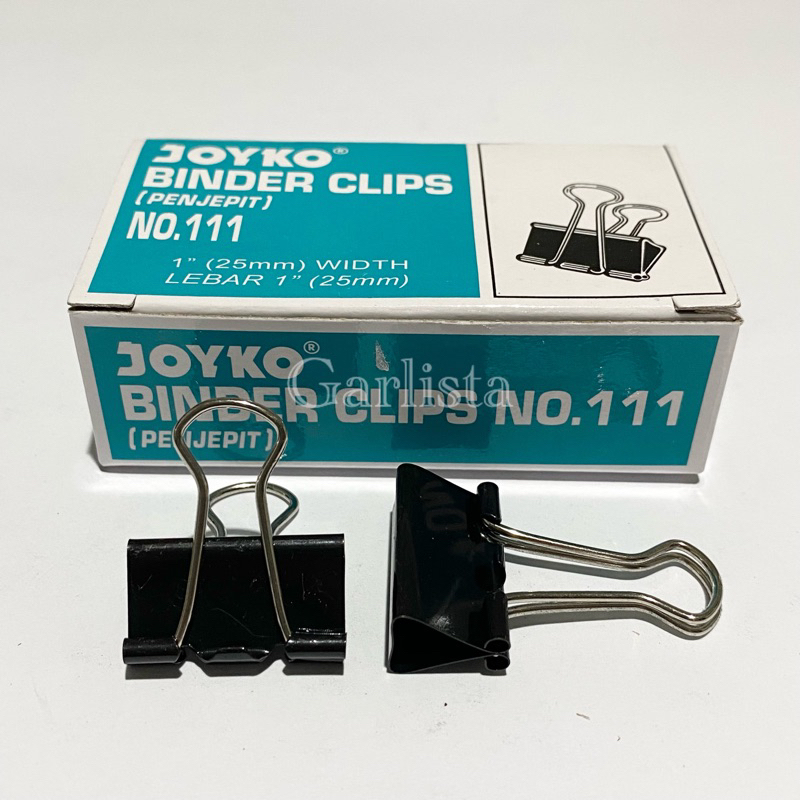 JOYKO®
BINDER CLIPS
(PENJEPIT)
NO.111
1" (25mm) WIDTH
LEBAR 1" (25mm)
JOYKO®
Garlista
BINDER CLIPS NO.111
(PENJEPIT)